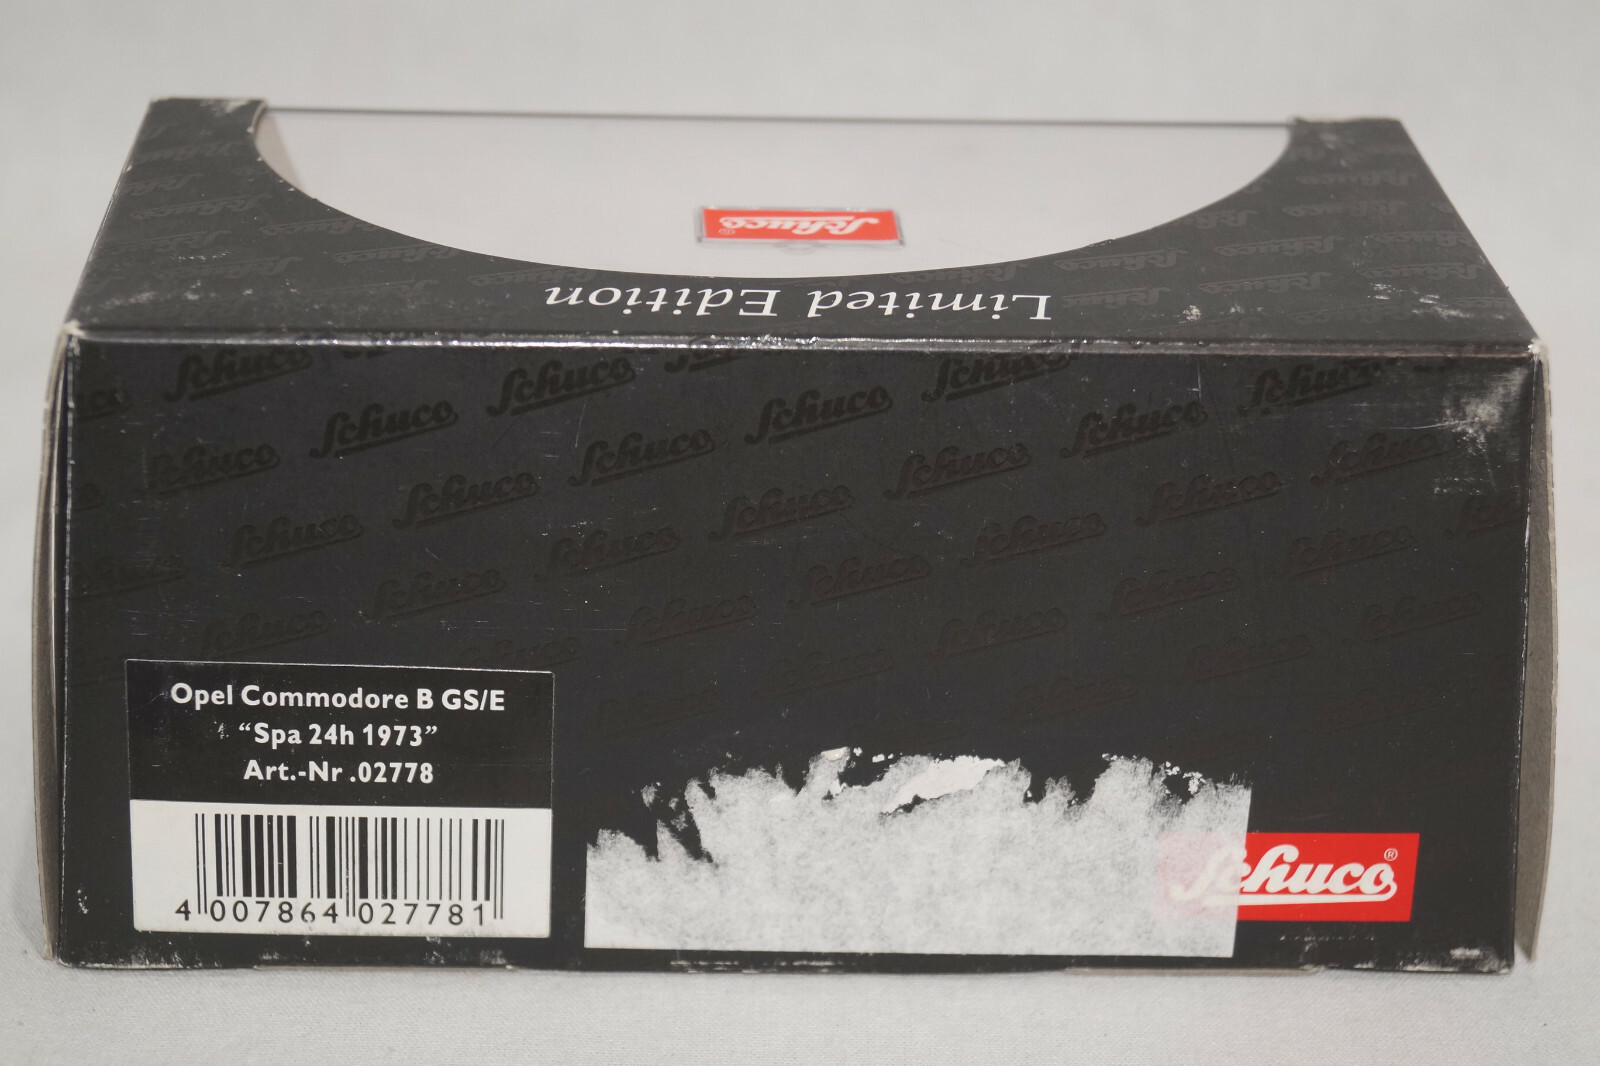 Schuco®
Limited Edition
Opel Commodore B GS/E
“Spa 24h 1973”
Art.-Nr .02778
4 007864 027781
Schuco®